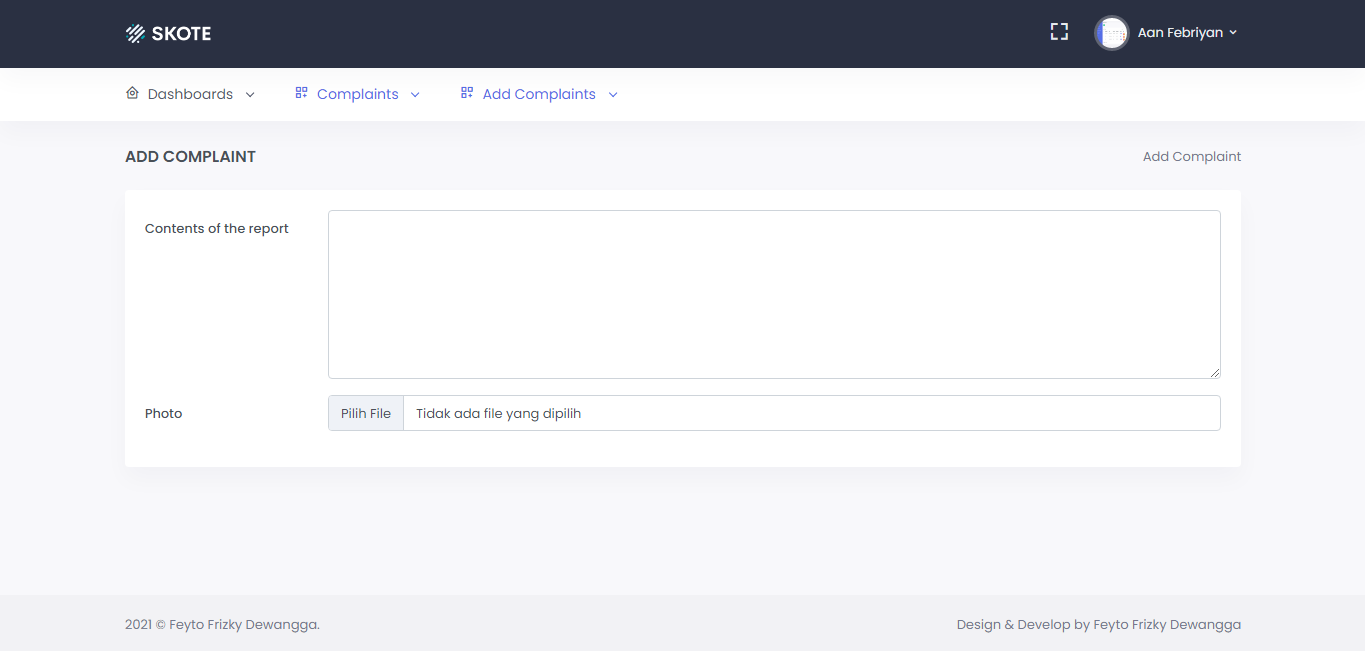 SKOTE
Aan Febriyan
Dashboards
Complaints
Add Complaints
ADD COMPLAINT
Add Complaint
Contents of the report
Photo
Pilih File
Tidak ada file yang dipilih
2021 © Feyto Frizky Dewangga.
Design & Develop by Feyto Frizky Dewangga